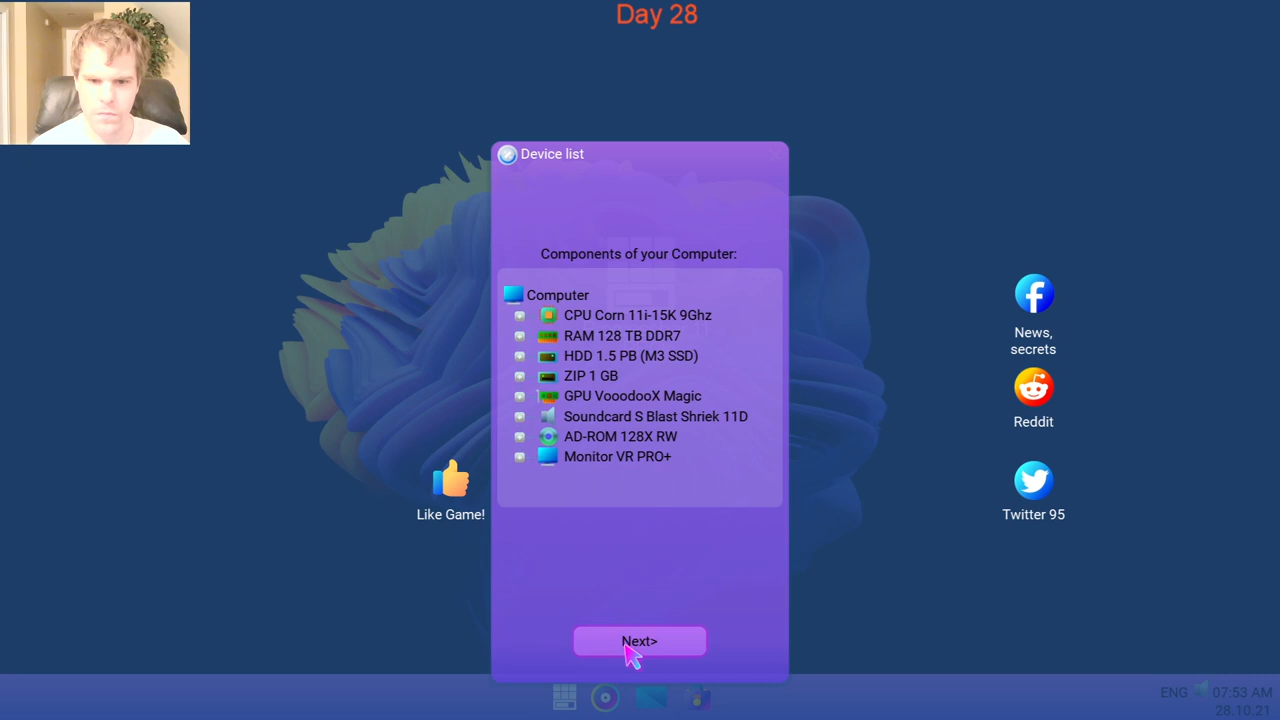 Day 28
Device list
Components of your Computer:
Computer
CPU Corn 11i-15K 9Ghz
RAM 128 TB DDR7
HDD 1.5 PB (M3 SSD)
ZIP 1 GB
GPU VooodooX Magic
Soundcard S Blast Shriek 11D
AD-ROM 128X RW
Monitor VR PRO+
Next>
Like Game!
News,
secrets
Reddit
Twitter 95
ENG 07:53 AM
28.10.21